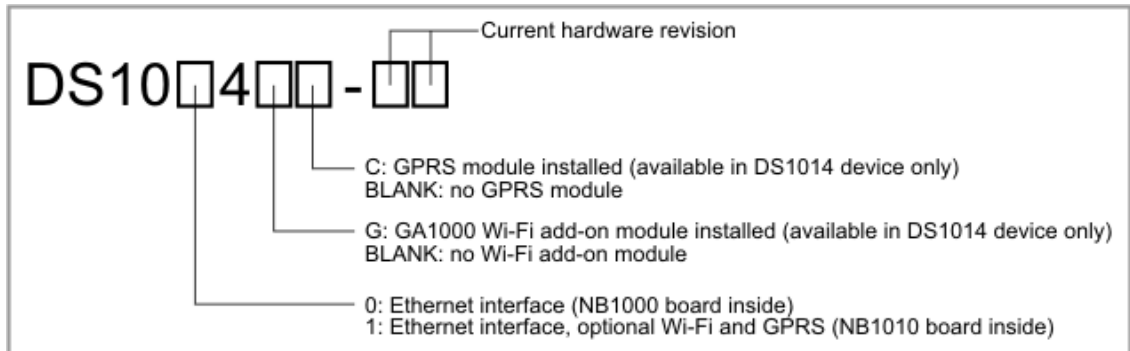 Current hardware revision
DS10□4□□-□□
C: GPRS module installed (available in DS1014 device only)
BLANK: no GPRS module
G: GA1000 Wi-Fi add-on module installed (available in DS1014 device only)
BLANK: no Wi-Fi add-on module
0: Ethernet interface (NB1000 board inside)
1: Ethernet interface, optional Wi-Fi and GPRS (NB1010 board inside)